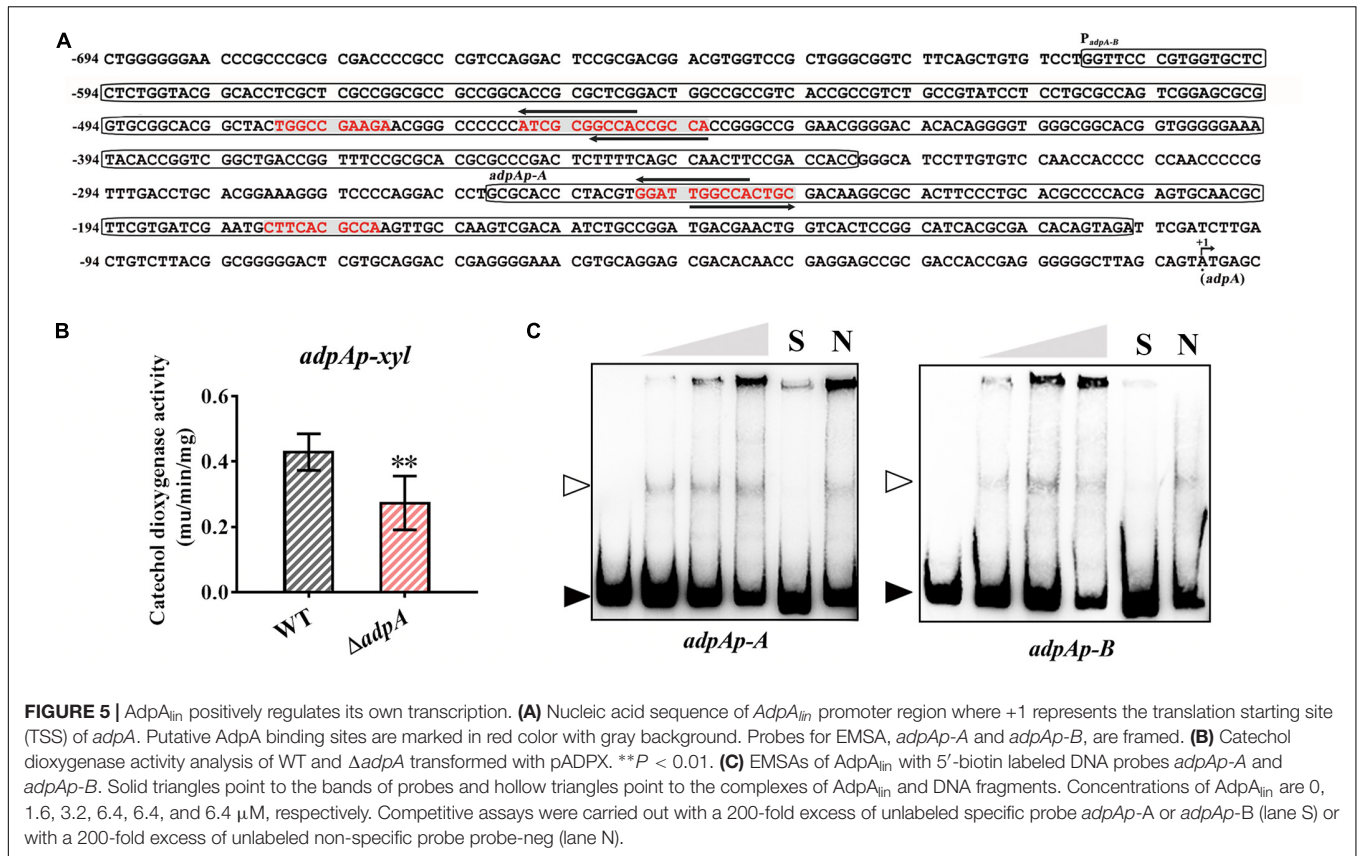 A
P adpA-B
-694 CTGGGGGGAA CCCGCCCGCG CGACCCCGCC CGTCCAGGAC TCCGCGACGG ACGTGGTCCG CTGGGCGGTC TTCAGCTGTG TCCTGGTTCC CGTGGTGCTC
-594 CTCTGGTACG GCACCTCGCT CGCCGGCGCC GCCGGCACCG CGCTCGGACT GGCCGCCGTC ACCGCCGTCT GCCGTATCCT CCTGCGCCAG TCGGAGCGCG
-494 GTGCGGCACG GCTACTGGCC GAAGAACGGG CCCCCCATCG CGGCCACCGC CACCGGGCCG GAACGGGGAC ACACAGGGGT GGGCGGCACG GTGGGGGAAA
-394 TACACCGGTC GGCTGACCGG TTTCCGCGCA CGCGCCCGAC TCTTTTCAGC CAACTTCCGA CCACCGGGCA TCCTTGTGTC CAACCACCCC CCAACCCCCG
adpAp-A
-294 TTTGACCTGC ACGGAAAGGG TCCCCAGGAC CCTGCGCACC CTACGTGGAT TGGCCACTGC GACAAGGCGC ACTTCCCTGC ACGCCCCACG AGTGCAACGC
-194 TTCGTGATCG AATGCTTCAC GCCAAGTTGC CAAGTCGACA ATCTGCCGGA TGACGAACTG GTCACTCCGG CATCACGCGA CACAGTAGAT TCGATCTTGA
+1
-94 CTGTCTTACG GCGGGGGACT CGTGCAGGAC CGAGGGGAAA CGTGCAGGAG CGACACAACC GAGGAGCCGC GACCACCGAG GGGGGCTTAG CAGTATGAGC
(adpA)
B
adpAp-xyl
Catechol dioxygenase activity
(mu/min/mg)
0.6
0.4
0.2
0.0
**
WT
ΔadpA
C
S N
S N
adpAp-A
adpAp-B
FIGURE 5 | AdpAlin positively regulates its own transcription. (A) Nucleic acid sequence of AdpAlin promoter region where +1 represents the translation starting site
(TSS) of adpA. Putative AdpA binding sites are marked in red color with gray background. Probes for EMSA, adpAp-A and adpAp-B, are framed. (B) Catechol
dioxygenase activity analysis of WT and ΔadpA transformed with pADPX. **P < 0.01. (C) EMSAs of AdpAlin with 5′-biotin labeled DNA probes adpAp-A and
adpAp-B. Solid triangles point to the bands of probes and hollow triangles point to the complexes of AdpAlin and DNA fragments. Concentrations of AdpAlin are 0,
1.6, 3.2, 6.4, 6.4, and 6.4 μM, respectively. Competitive assays were carried out with a 200-fold excess of unlabeled specific probe adpAp-A or adpAp-B (lane S) or
with a 200-fold excess of unlabeled non-specific probe probe-neg (lane N).